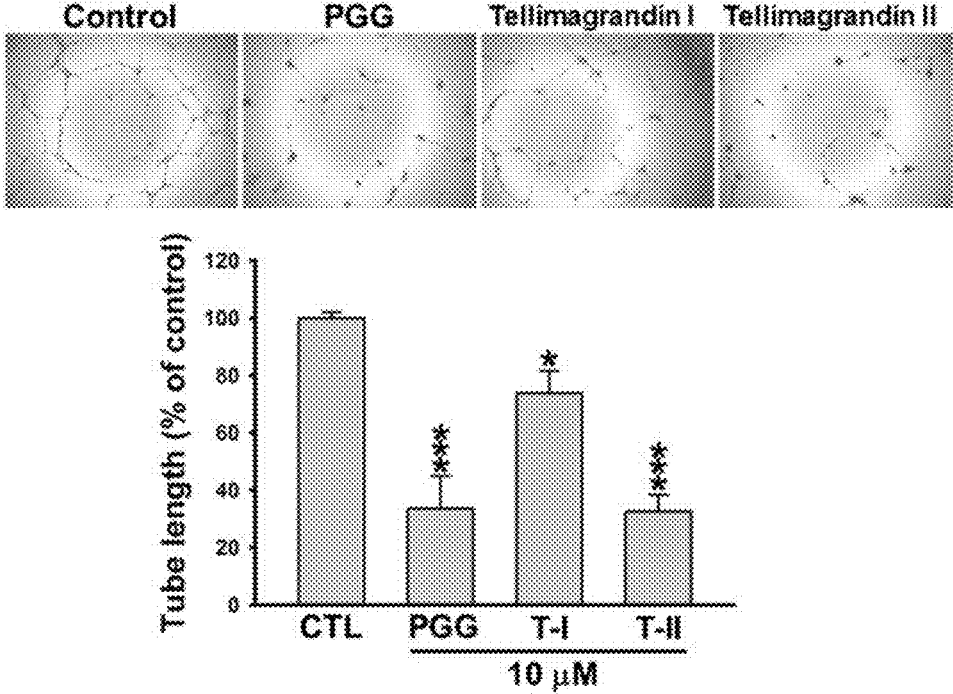 Control PGG Tellimagrandin I Tellimagrandin II
Tube length (% of control)
120
100
80
60
40
20
0
***
*
***
CTL PGG T-I T-II
10 μM